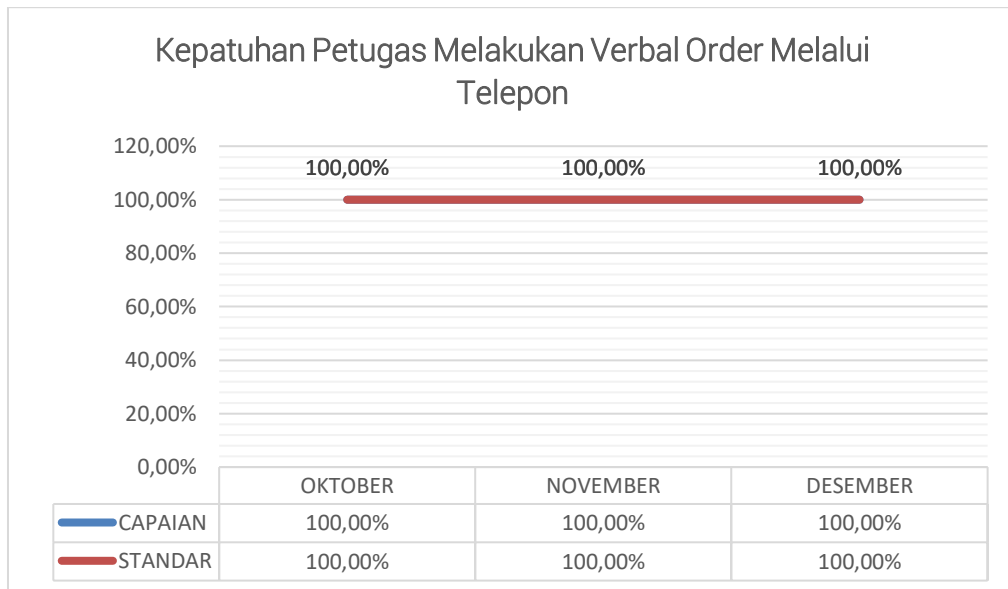 Kepatuhan Petugas Melakukan Verbal Order Melalui
Telepon
120,00%
100,00% 100,00% 100,00%
100,00%
80,00%
60,00%
40,00%
20,00%
0,00%
OKTOBER NOVEMBER DESEMBER
CAPAIAN 100,00% 100,00% 100,00%
STANDAR 100,00% 100,00% 100,00%